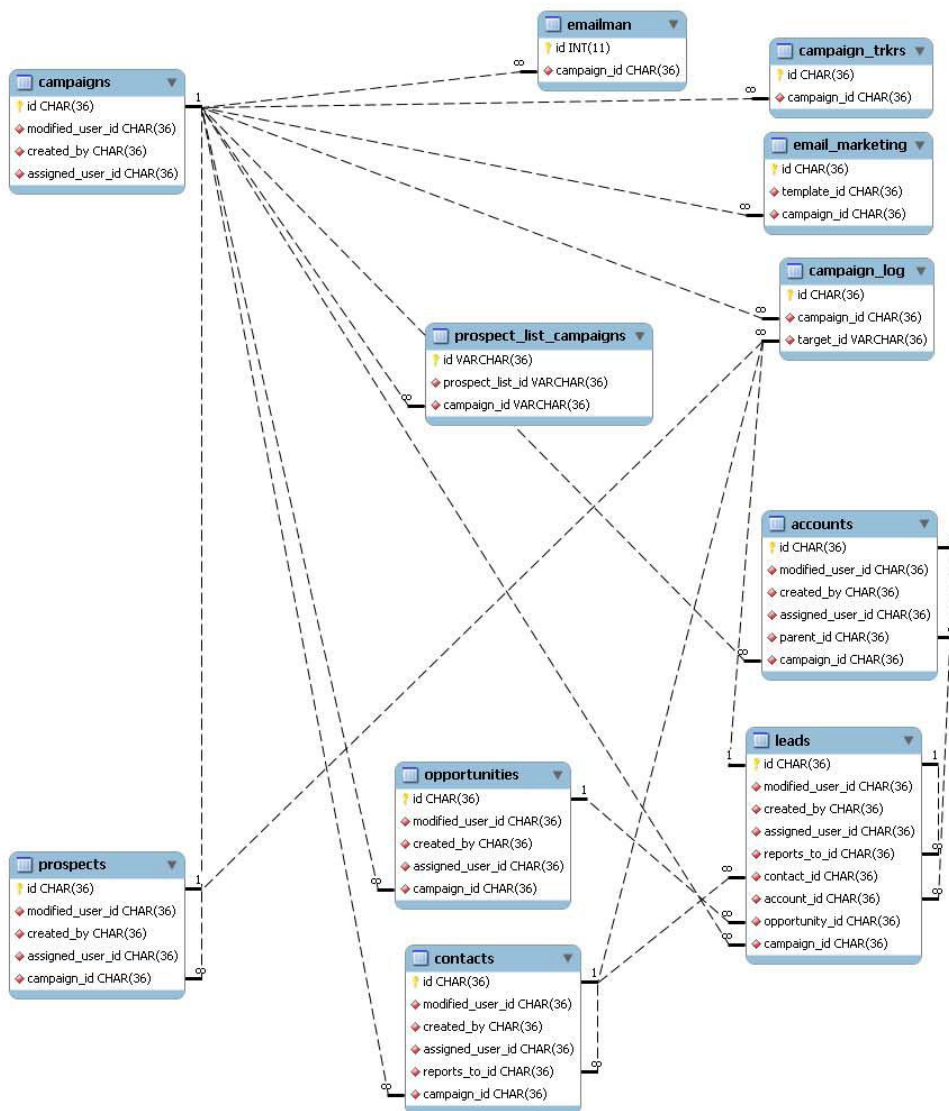 emailman
id INT(11)
campaign_id CHAR(36)
campaign_trkrs
id CHAR(36)
campaign_id CHAR(36)
campaigns
id CHAR(36)
modified_user_id CHAR(36)
created_by CHAR(36)
assigned_user_id CHAR(36)
1
∞
∞
email_marketing
id CHAR(36)
template_id CHAR(36)
campaign_id CHAR(36)
∞
campaign_log
id CHAR(36)
campaign_id CHAR(36)
target_id VARCHAR(36)
∞
∞
prospect_list_campaigns
id VARCHAR(36)
prospect_list_id VARCHAR(36)
campaign_id VARCHAR(36)
∞
accounts
id CHAR(36)
modified_user_id CHAR(36)
created_by CHAR(36)
assigned_user_id CHAR(36)
parent_id CHAR(36)
campaign_id CHAR(36)
∞
leads
id CHAR(36)
modified_user_id CHAR(36)
created_by CHAR(36)
assigned_user_id CHAR(36)
reports_to_id CHAR(36)
contact_id CHAR(36)
account_id CHAR(36)
opportunity_id CHAR(36)
campaign_id CHAR(36)
1
1
∞
∞
∞
∞
∞
opportunities
id CHAR(36)
modified_user_id CHAR(36)
created_by CHAR(36)
assigned_user_id CHAR(36)
campaign_id CHAR(36)
1
∞
prospects
id CHAR(36)
modified_user_id CHAR(36)
created_by CHAR(36)
assigned_user_id CHAR(36)
campaign_id CHAR(36)
1
∞
contacts
id CHAR(36)
modified_user_id CHAR(36)
created_by CHAR(36)
assigned_user_id CHAR(36)
reports_to_id CHAR(36)
campaign_id CHAR(36)
1
∞
∞